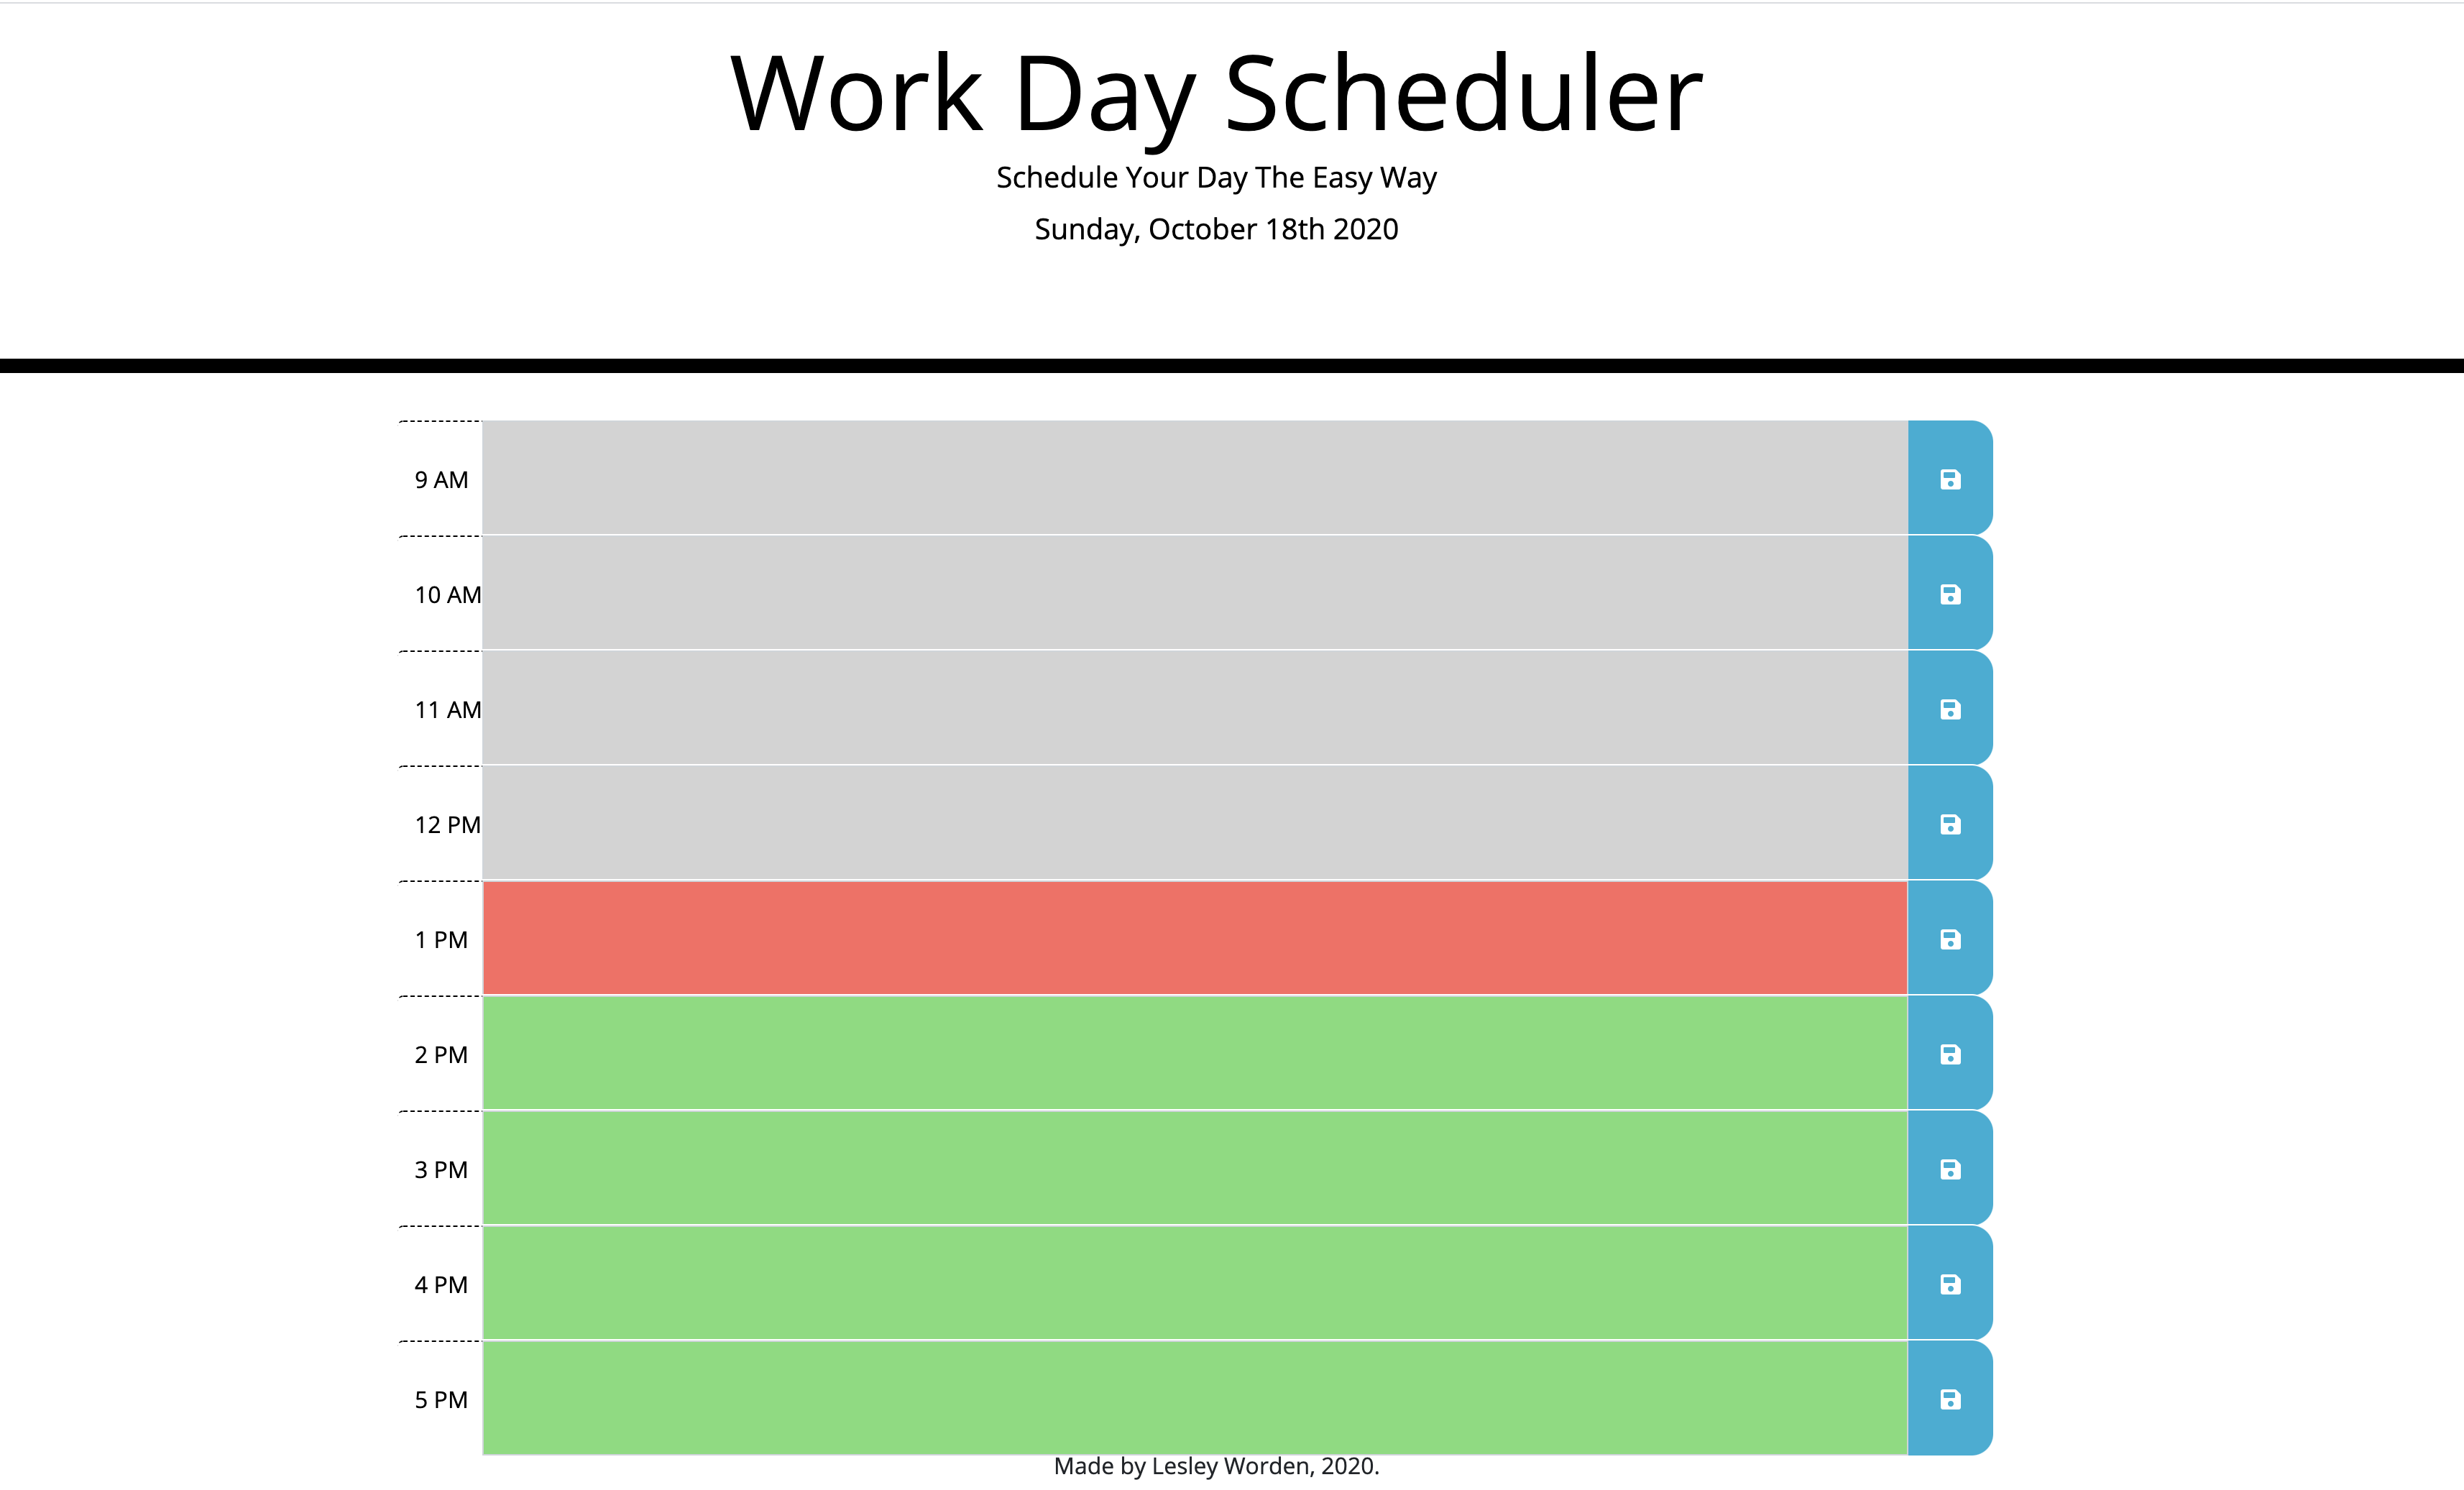 Work Day Scheduler
Schedule Your Day The Easy Way
Sunday, October 18th 2020
9 AM
10 AM
11 AM
12 PM
1 PM
2 PM
3 PM
4 PM
5 PM
Made by Lesley Worden, 2020.